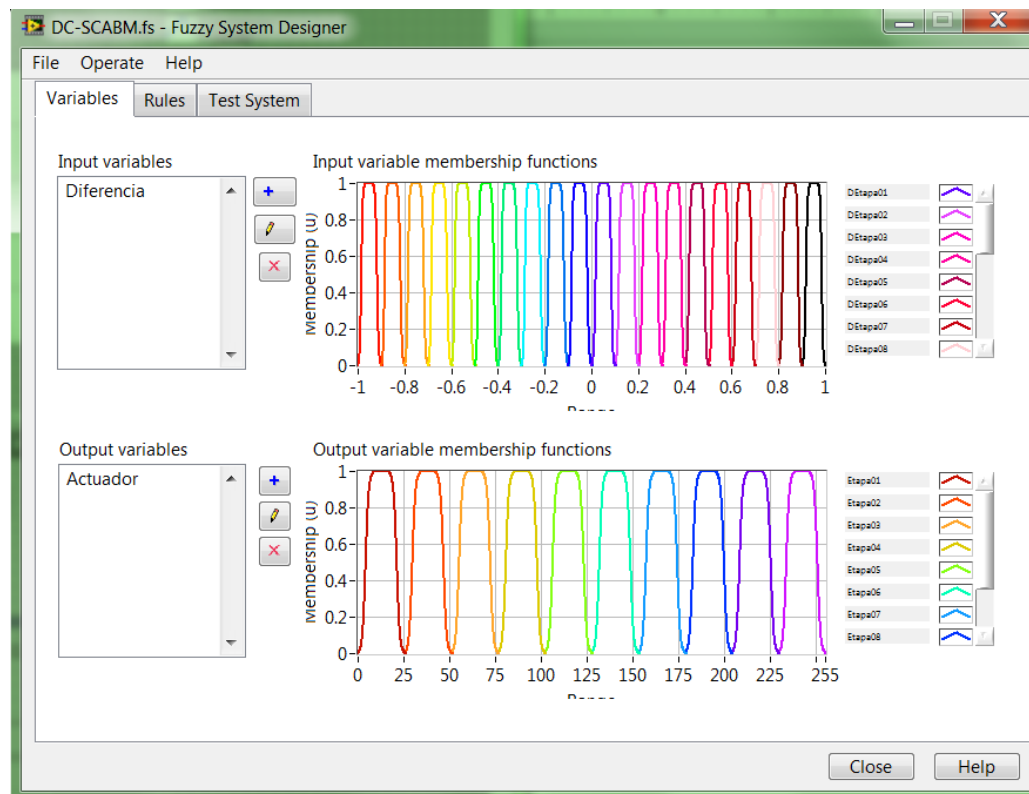 DC-SCABM.fs - Fuzzy System Designer
File Operate Help
Variables Rules Test System
Input variables
Diferencia
Input variable membership functions
Membership (u)
1
0.8
0.6
0.4
0.2
0
-1 -0.8 -0.6 -0.4 -0.2 0 0.2 0.4 0.6 0.8 1
Range
DEtapa01
DEtapa02
DEtapa03
DEtapa04
DEtapa05
DEtapa06
DEtapa07
DEtapa08
Output variables
Actuador
Output variable membership functions
Membership (u)
1
0.8
0.6
0.4
0.2
0
0 25 50 75 100 125 150 175 200 225 255
Range
Etapa01
Etapa02
Etapa03
Etapa04
Etapa05
Etapa06
Etapa07
Etapa08
Close Help